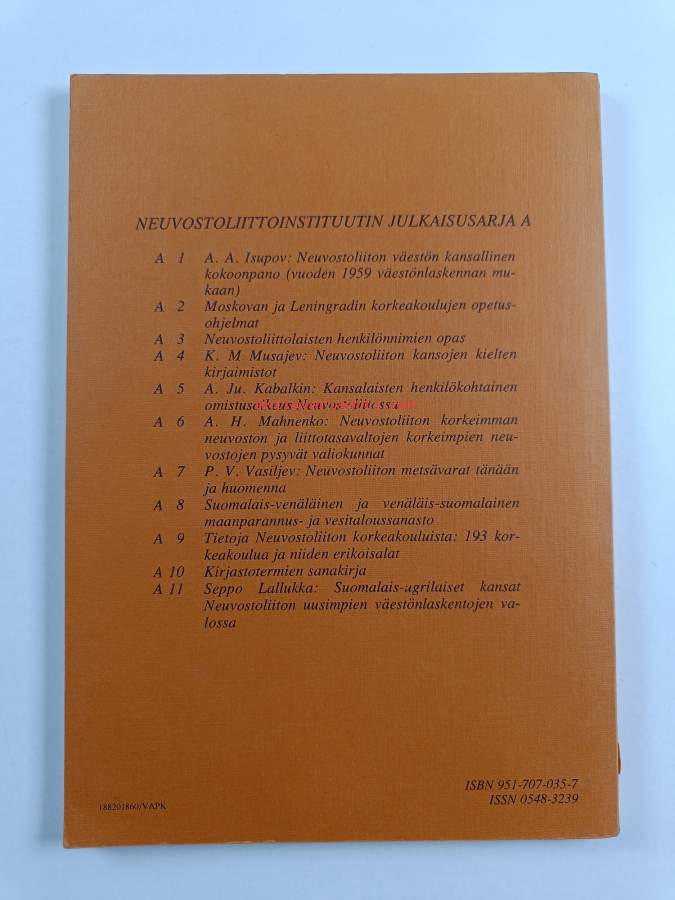 NEUVOSTOLIITTOINSTITUUTIN JULKAISUSARJA A
A 1 A. A. Isupov: Neuvostoliiton väestön kansallinen
kokoonpano (vuoden 1959 väestönlaskennan mu-
kaan)
A 2 Moskovan ja Leningradin korkeakoulujen opetus-
ohjelmat
A 3 Neuvostoliittolaisten henkilönnimien opas
A 4 K. M Musajev: Neuvostoliiton kansojen kielten
kirjaimistot
A 5 A. Ju. Kabalkin: Kansalaisten henkilökohtainen
omistusoikeus Neuvostoliitossa
A 6 A. H. Mahnenko: Neuvostoliiton korkeimman
neuvoston ja liittotasavaltojen korkeimpien neu-
vostojen pysyvät valiokunnat
A 7 P. V. Vasiljev: Neuvostoliiton metsävarat tänään
ja huomenna
A 8 Suomalais-venäläinen ja venäläis-suomalainen
maanparannus- ja vesitaloussanasto
A 9 Tietoja Neuvostoliiton korkeakouluista: 193 kor-
keakoulua ja niiden erikoisalat
A 10 Kirjastotermien sanakirja
A 11 Seppo Lallukka: Suomalais-ugrilaiset kansat
Neuvostoliiton uusimpien väestönlaskentojen va-
lossa
ISBN 951-707-035-7
ISSN 0548-3239
188201860/VAPK